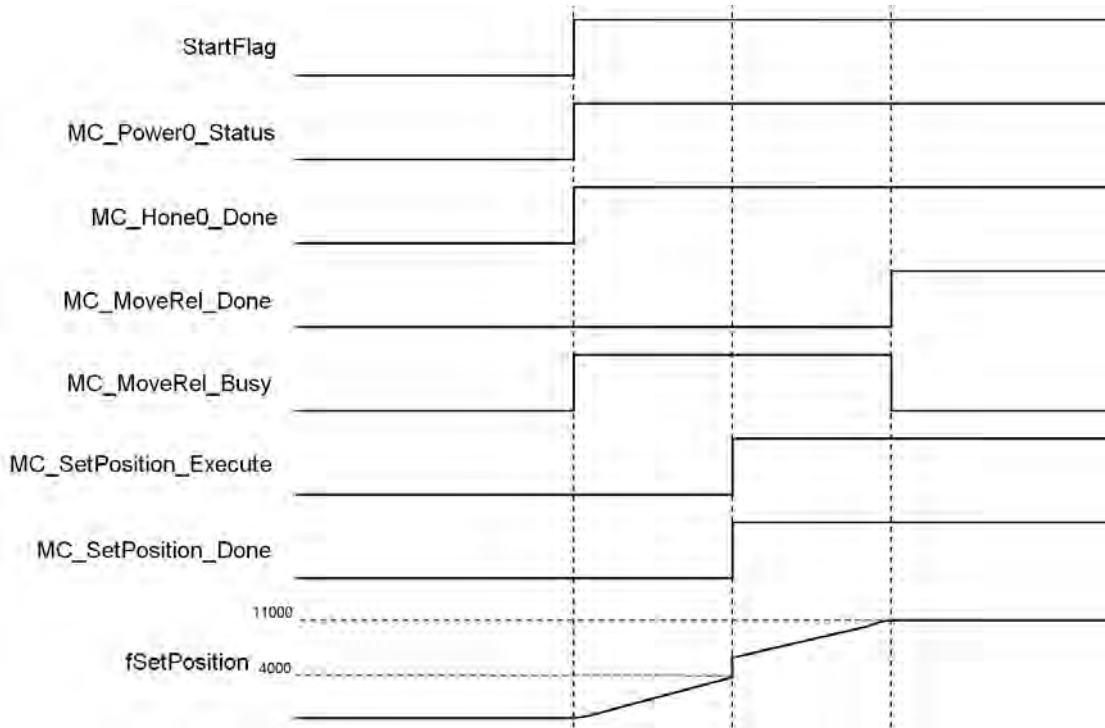 StartFlag
MC_Power0_Status
MC_Hone0_Done
MC_MoveRel_Done
MC_MoveRel_Busy
MC_SetPosition_Execute
MC_SetPosition_Done
11000
fSetPosition 4000